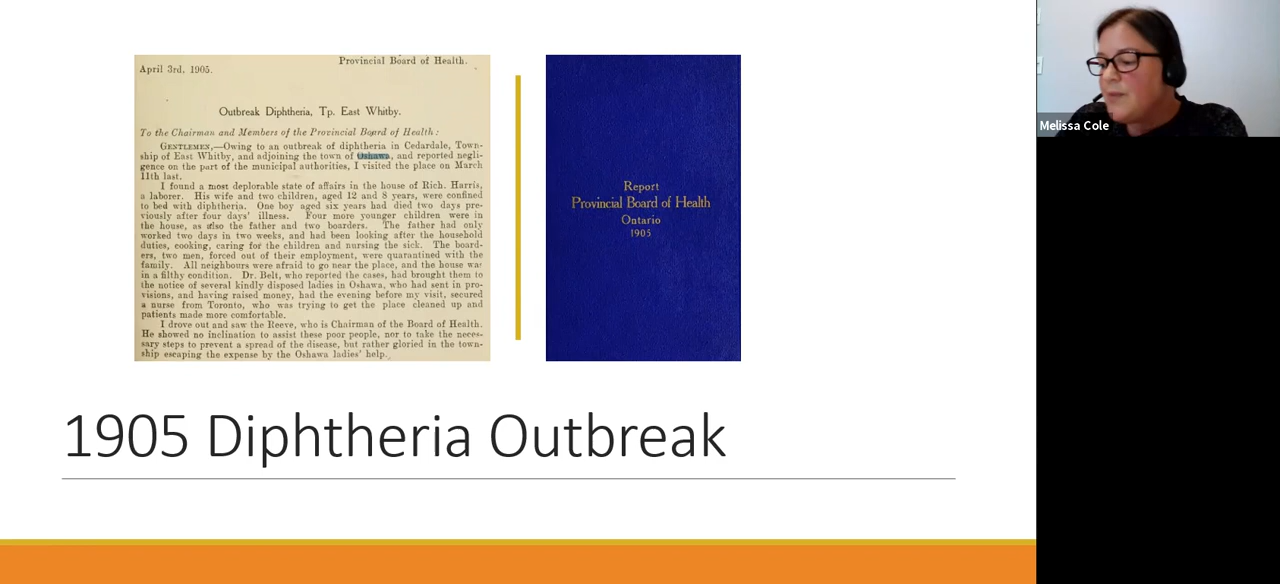 Provincial Board of Health.
April 3rd, 1905.
Outbreak Diphtheria, Tp. East Whitby.
To the Chairman and Members of the Provincial Board of Health:
GENTLEMEN,—Owing to an outbreak of diphtheria in Cedardale, Town-
ship of East Whitby, and adjoining the town of Oshawa, and reported negli-
gence on the part of the municipal authorities, I visited the place on March
11th last.
I found a most deplorable state of affairs in the house of Rich. Harris,
a laborer. His wife and two children, aged 12 and 8 years, were confined
to bed with diphtheria. One boy aged six years had died two days pre-
viously after four days' illness. Four more younger children were in
the house, as also the father and two boarders. The father had only
worked two days in two weeks, and had been looking after the household
duties, cooking, caring for the children and nursing the sick. The board-
ers, two men, forced out of their employment, were quarantined with the
family. All neighbours were afraid to go near the place, and the house was
in a filthy condition. Dr. Belt, who reported the cases, had brought them to
the notice of several kindly disposed ladies in Oshawa, who had sent in pro-
visions, and having raised money, had the evening before my visit, secured
a nurse from Toronto, who was trying to get the place cleaned up and
patients made more comfortable.
I drove out and saw the Reeve, who is Chairman of the Board of Health.
He showed no inclination to assist these poor people, nor to take the neces-
sary steps to prevent a spread of the disease, but rather gloried in the town-
ship escaping the expense by the Oshawa ladies' help.
Report
Provincial Board of Health
Ontario
1905
1905 Diphtheria Outbreak
Melissa Cole